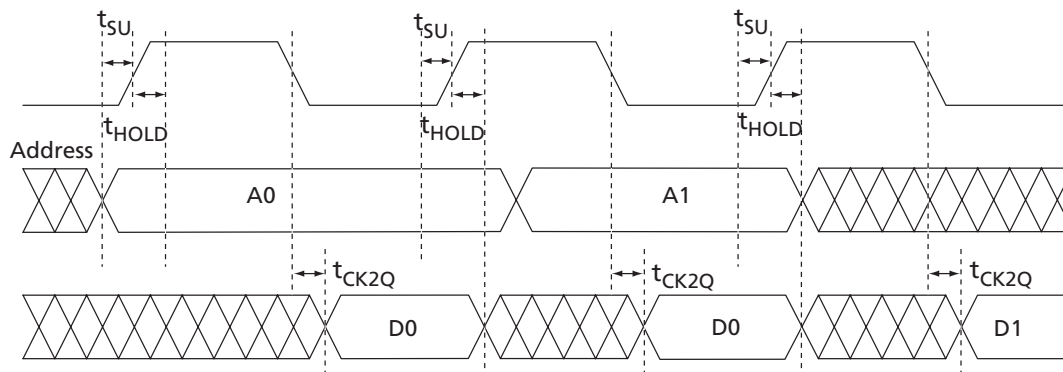 tSU tSU tSU
tHOLD tHOLD tHOLD
Address
A0 A1
tCK2Q tCK2Q tCK2Q
D0 D0 D1